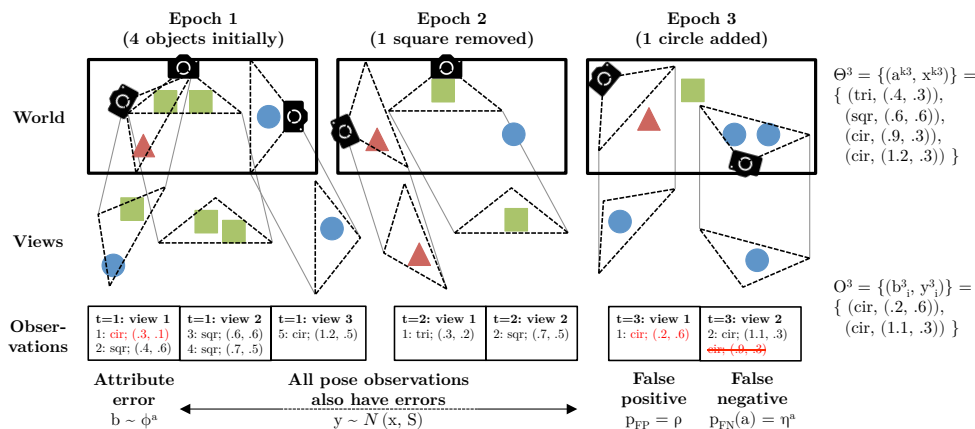 Epoch 1
(4 objects initially)
Epoch 2
(1 square removed)
Epoch 3
(1 circle added)
World
Θ³ = {(a^k3, x^k3)} =
{ (tri, (.4, .3)),
(sqr, (.6, .6)),
(cir, (.9, .3)),
(cir, (1.2, .3)) }
Views
Obser-
vations
t=1: view 1
1: cir; (.3, .1)
2: sqr; (.4, .6)
t=1: view 2
3: sqr; (.6, .6)
4: sqr; (.7, .5)
t=1: view 3
5: cir; (1.2, .5)
t=2: view 1
1: tri; (.3, .2)
t=2: view 2
2: sqr; (.7, .5)
t=3: view 1
1: cir; (.2, .6)
t=3: view 2
2: cir; (1.1, .3)
cir; (.9, .3)
O³ = {(b³_i, y³_i)} =
{ (cir, (.2, .6)),
(cir, (1.1, .3)) }
Attribute
error
b ~ ϕ^a
All pose observations
also have errors
y ~ N (x, S)
False
positive
p_FP = ρ
False
negative
p_FN(a) = η^a